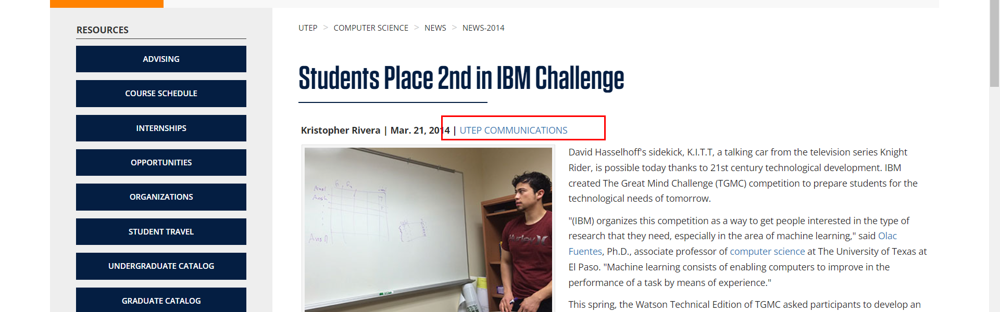 RESOURCES
ADVISING
COURSE SCHEDULE
INTERNSHIPS
OPPORTUNITIES
ORGANIZATIONS
STUDENT TRAVEL
UNDERGRADUATE CATALOG
GRADUATE CATALOG
UTEP > COMPUTER SCIENCE > NEWS > NEWS-2014
Students Place 2nd in IBM Challenge
Kristopher Rivera | Mar. 21, 2014 | UTEP COMMUNICATIONS
Hurley
David Hasselhoff's sidekick, K.I.T.T, a talking car from the television series Knight
Rider, is possible today thanks to 21st century technological development. IBM
created The Great Mind Challenge (TGMC) competition to prepare students for the
technological needs of tomorrow.
"(IBM) organizes this competition as a way to get people interested in the type of
research that they need, especially in the area of machine learning," said Olac
Fuentes, Ph.D., associate professor of computer science at The University of Texas at
El Paso. "Machine learning consists of enabling computers to improve in the
performance of a task by means of experience."
This spring, the Watson Technical Edition of TGMC asked participants to develop an